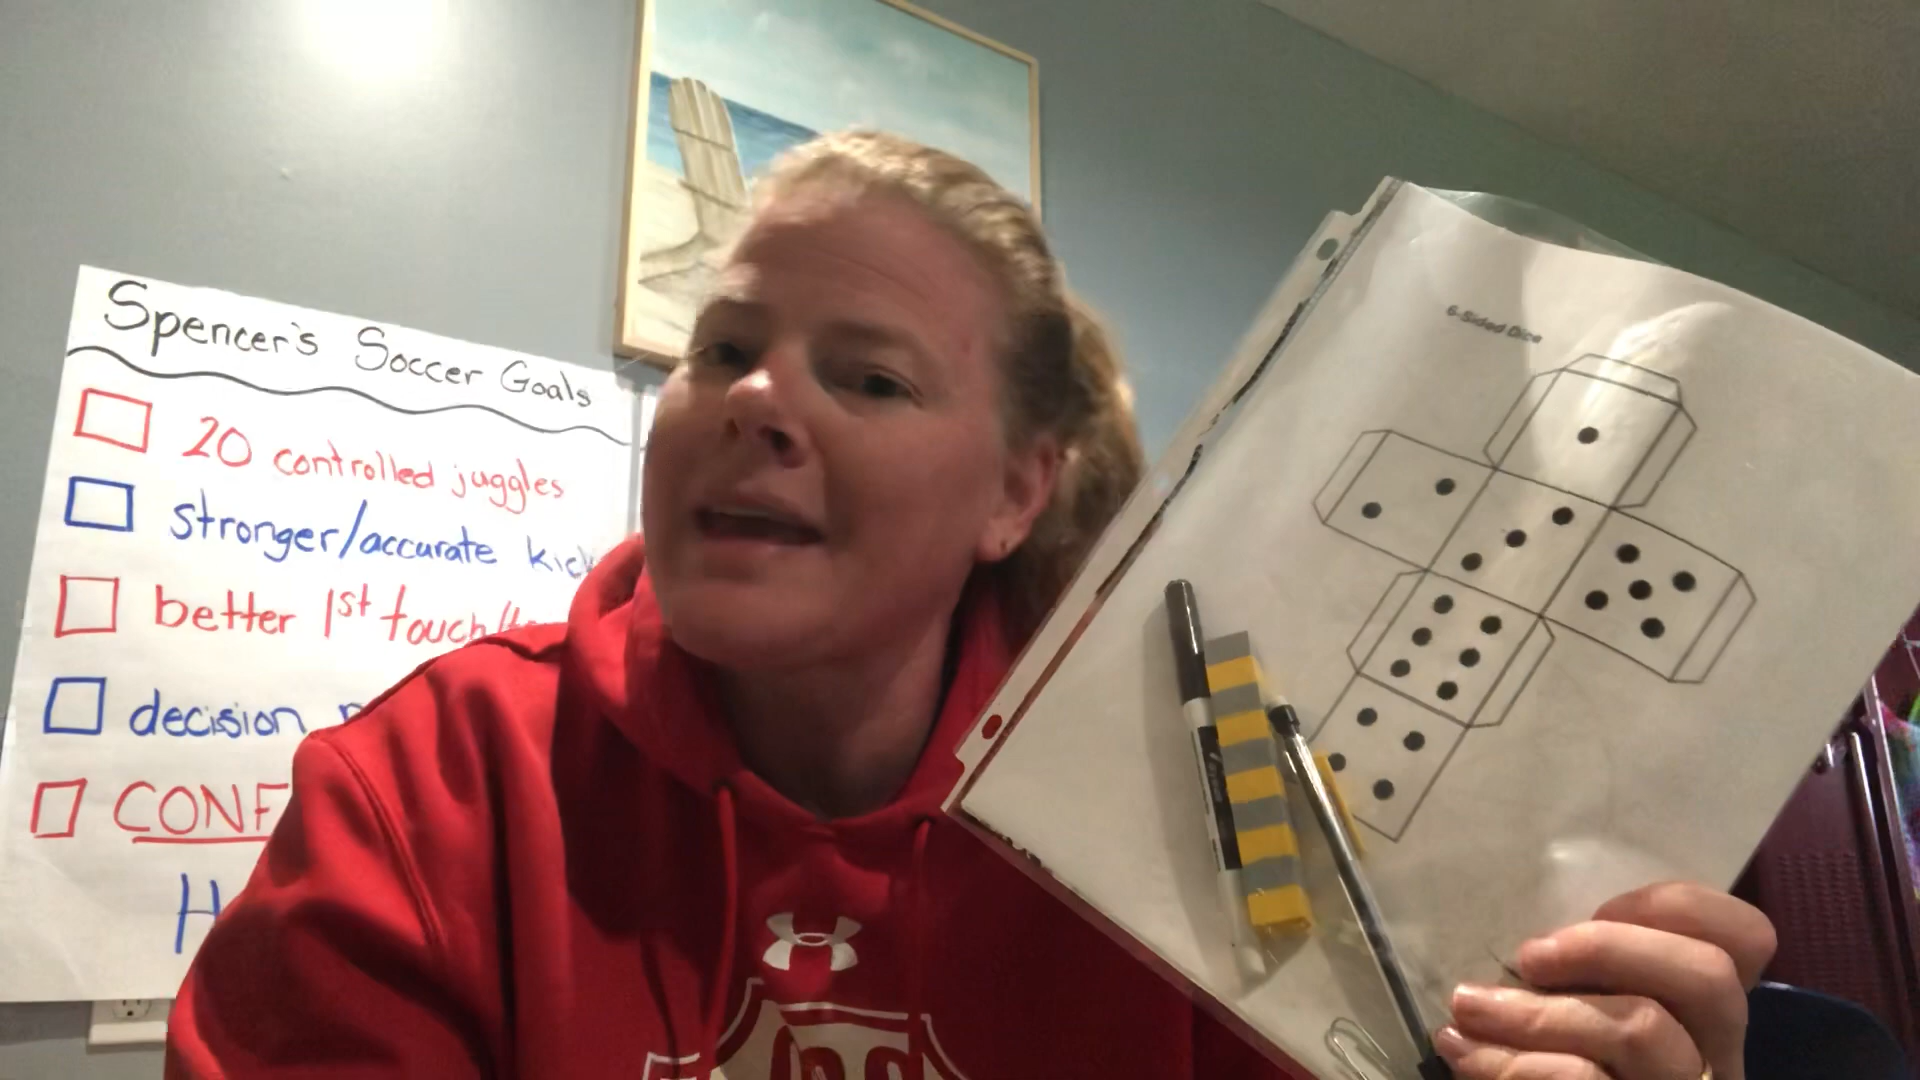 Spencer's Soccer Goals
20 controlled juggles
stronger/accurate kick
better 1st touch/
decision
CONF
H
6-Sided Dice